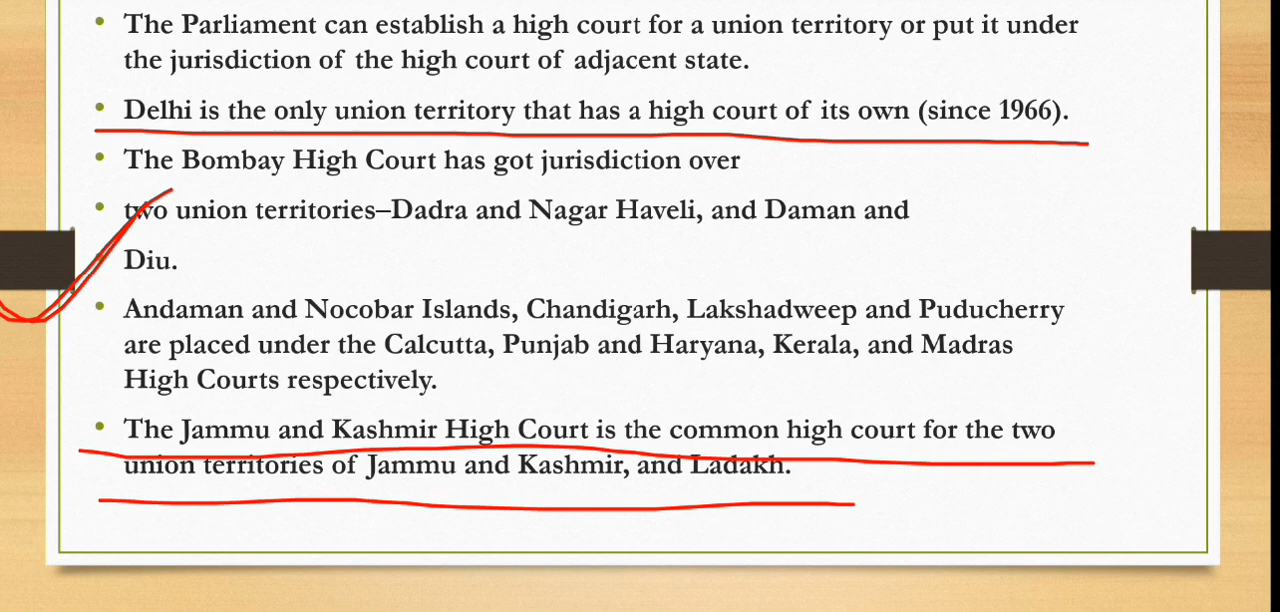 • The Parliament can establish a high court for a union territory or put it under
the jurisdiction of the high court of adjacent state.
• Delhi is the only union territory that has a high court of its own (since 1966).
• The Bombay High Court has got jurisdiction over
• two union territories–Dadra and Nagar Haveli, and Daman and
• Diu.
• Andaman and Nocobar Islands, Chandigarh, Lakshadweep and Puducherry
are placed under the Calcutta, Punjab and Haryana, Kerala, and Madras
High Courts respectively.
• The Jammu and Kashmir High Court is the common high court for the two
union territories of Jammu and Kashmir, and Ladakh.